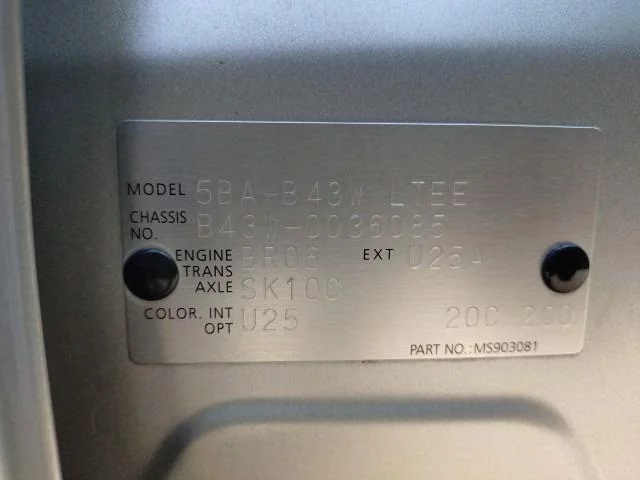 MODEL 5BA-B43W LTEE
CHASSIS NO. B43W-0036085
ENGINE BR06 EXT U25A
TRANS AXLE SK10C
COLOR. INT OPT U25 20C 200
PART NO.: MS903081